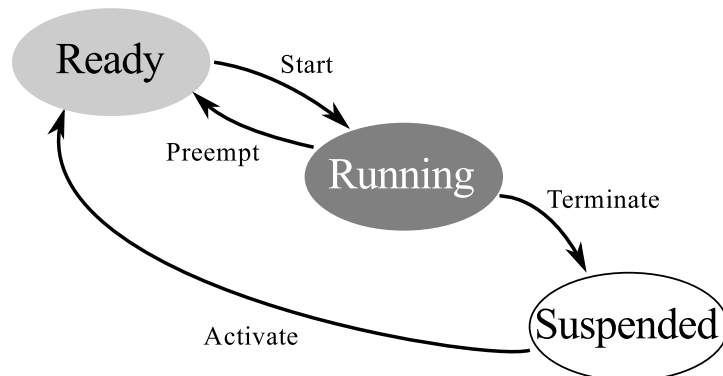 Ready
Start
Preempt
Running
Terminate
Suspended
Activate